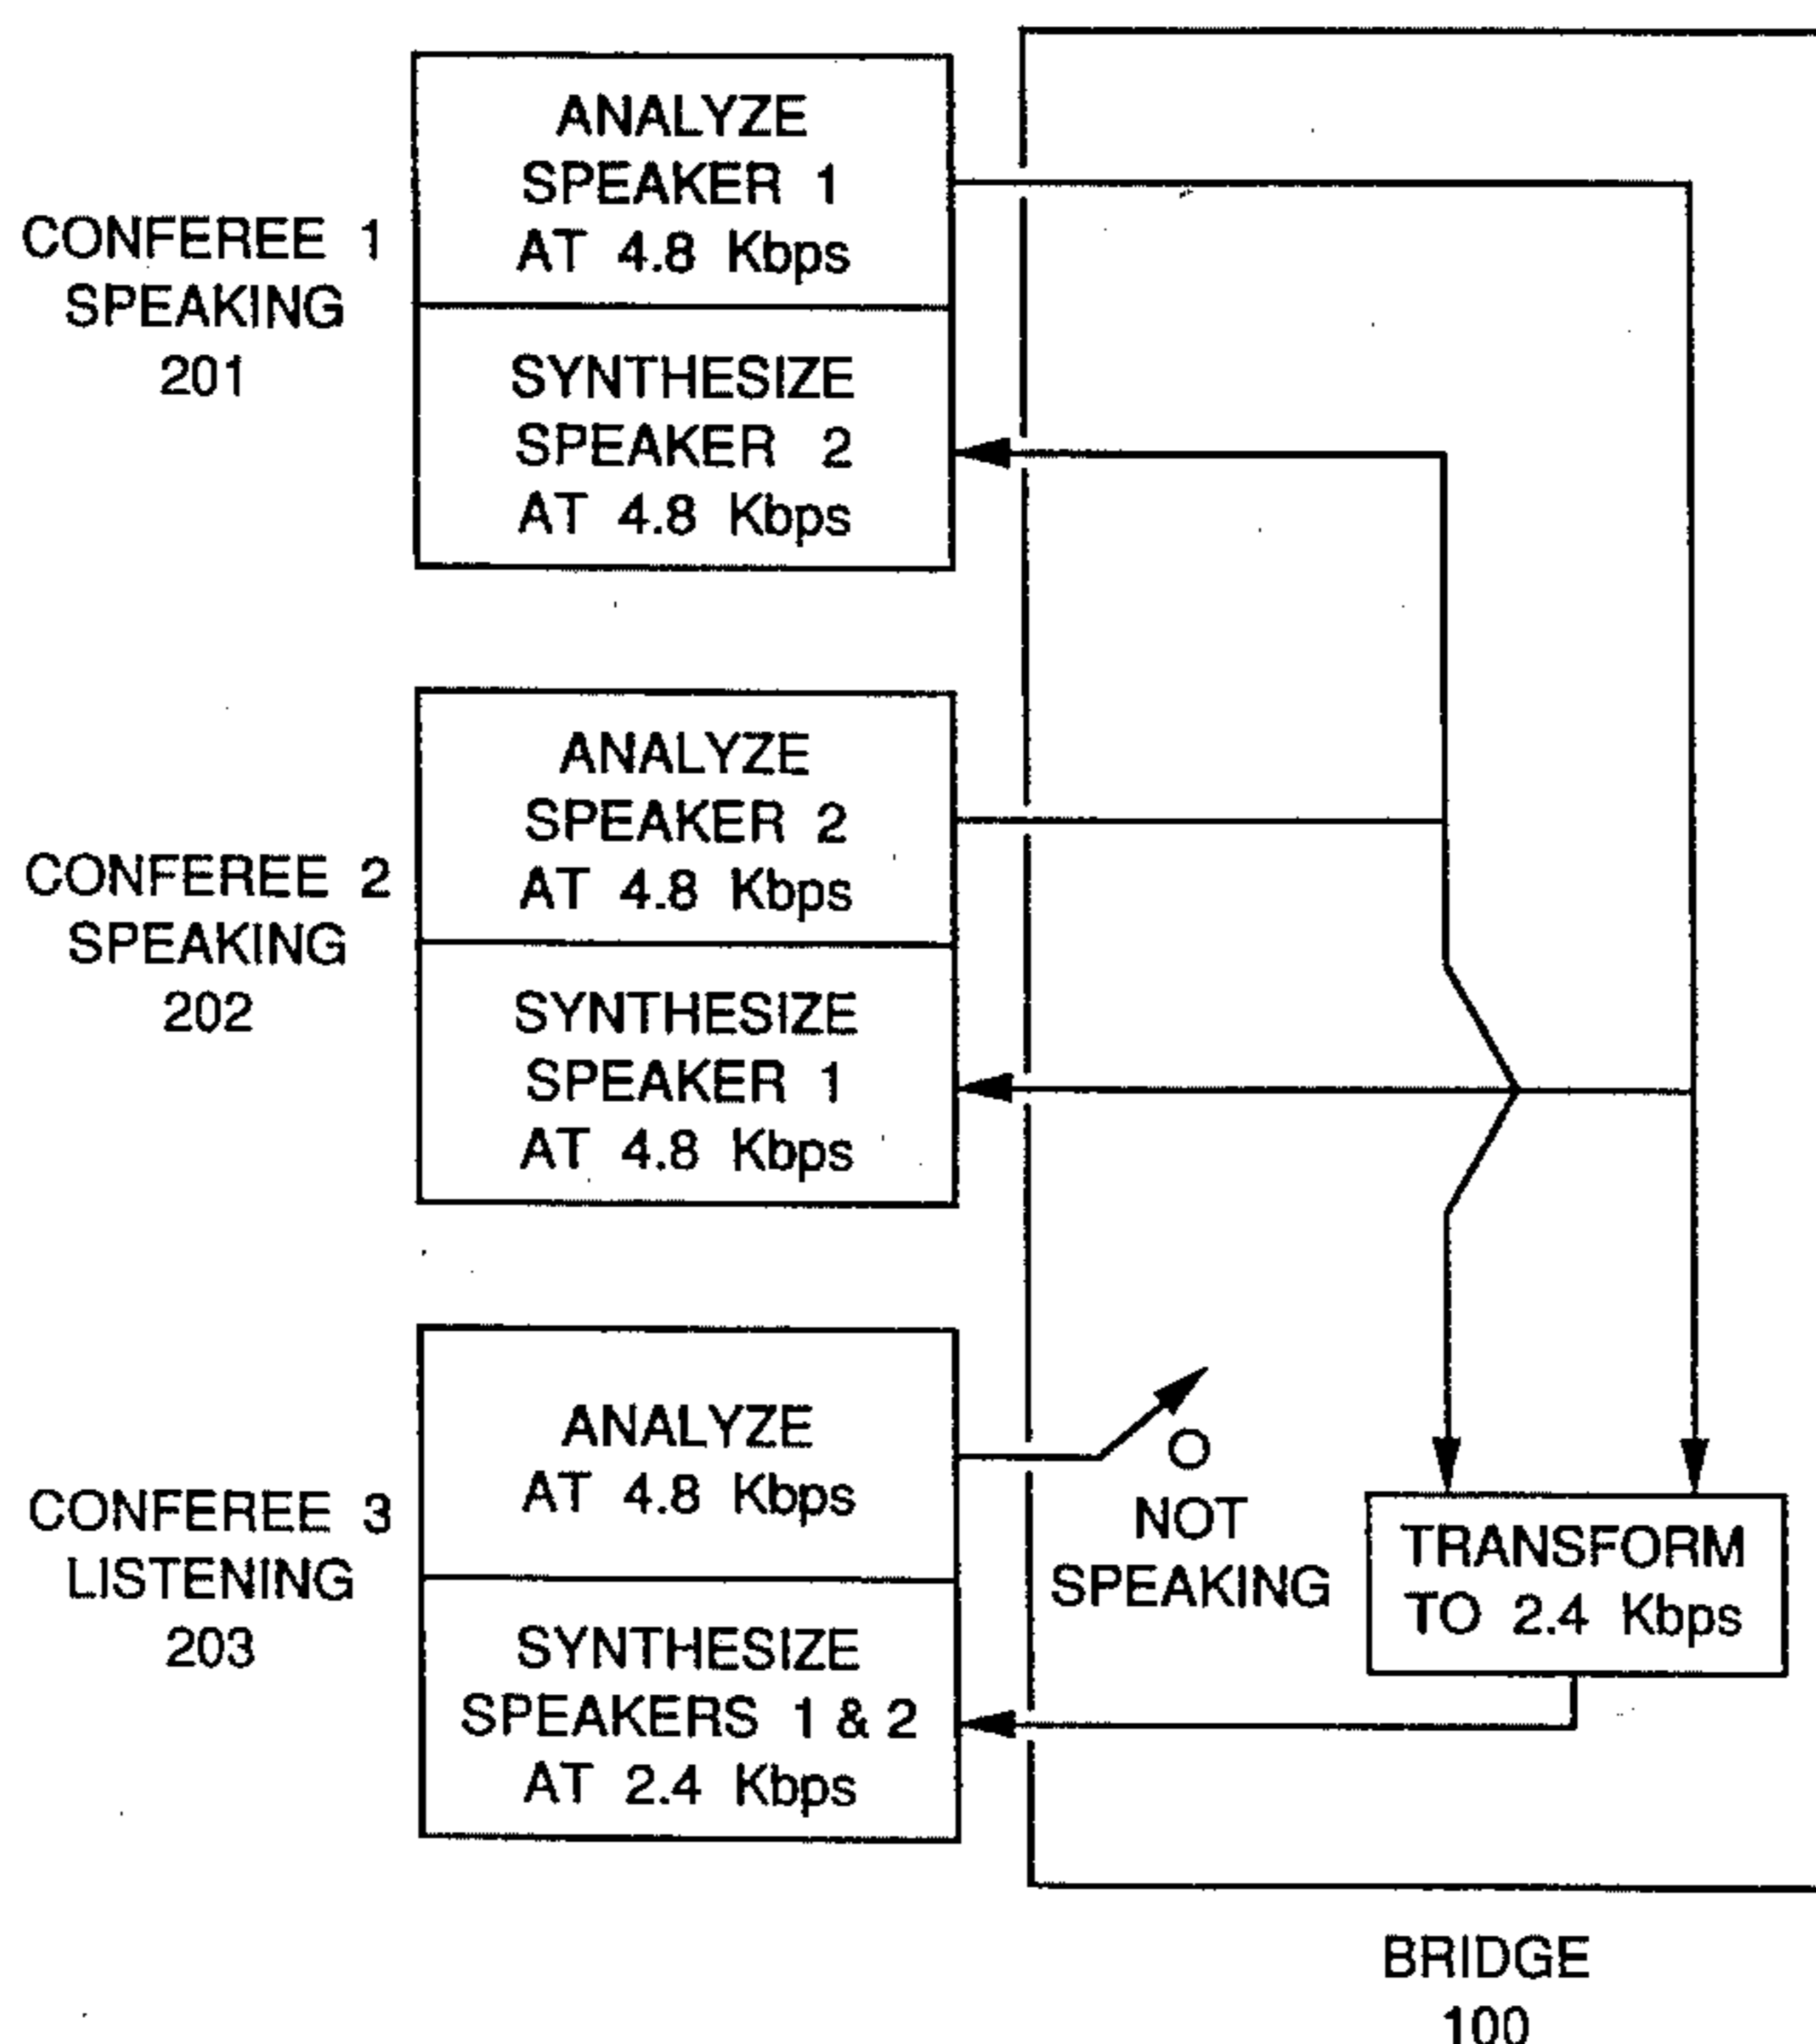 CONFEREE 1
SPEAKING
201
ANALYZE
SPEAKER 1
AT 4.8 Kbps
SYNTHESIZE
SPEAKER 2
AT 4.8 Kbps
CONFEREE 2
SPEAKING
202
ANALYZE
SPEAKER 2
AT 4.8 Kbps
SYNTHESIZE
SPEAKER 1
AT 4.8 Kbps
CONFEREE 3
LISTENING
203
ANALYZE
AT 4.8 Kbps
SYNTHESIZE
SPEAKERS 1 & 2
AT 2.4 Kbps
NOT
SPEAKING
TRANSFORM
TO 2.4 Kbps
BRIDGE
100